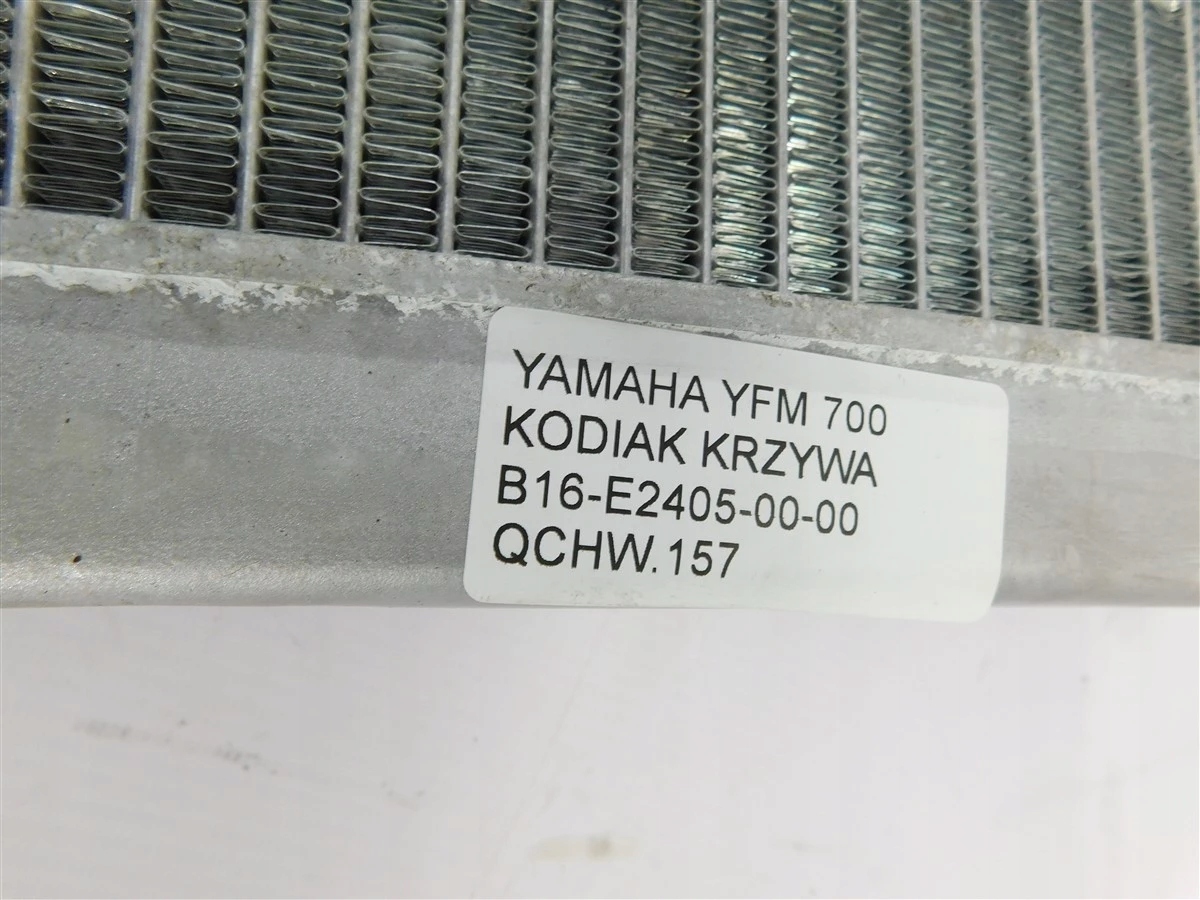 YAMAHA YFM 700
KODIAK KRZYWA
B16-E2405-00-00
QCHW.157